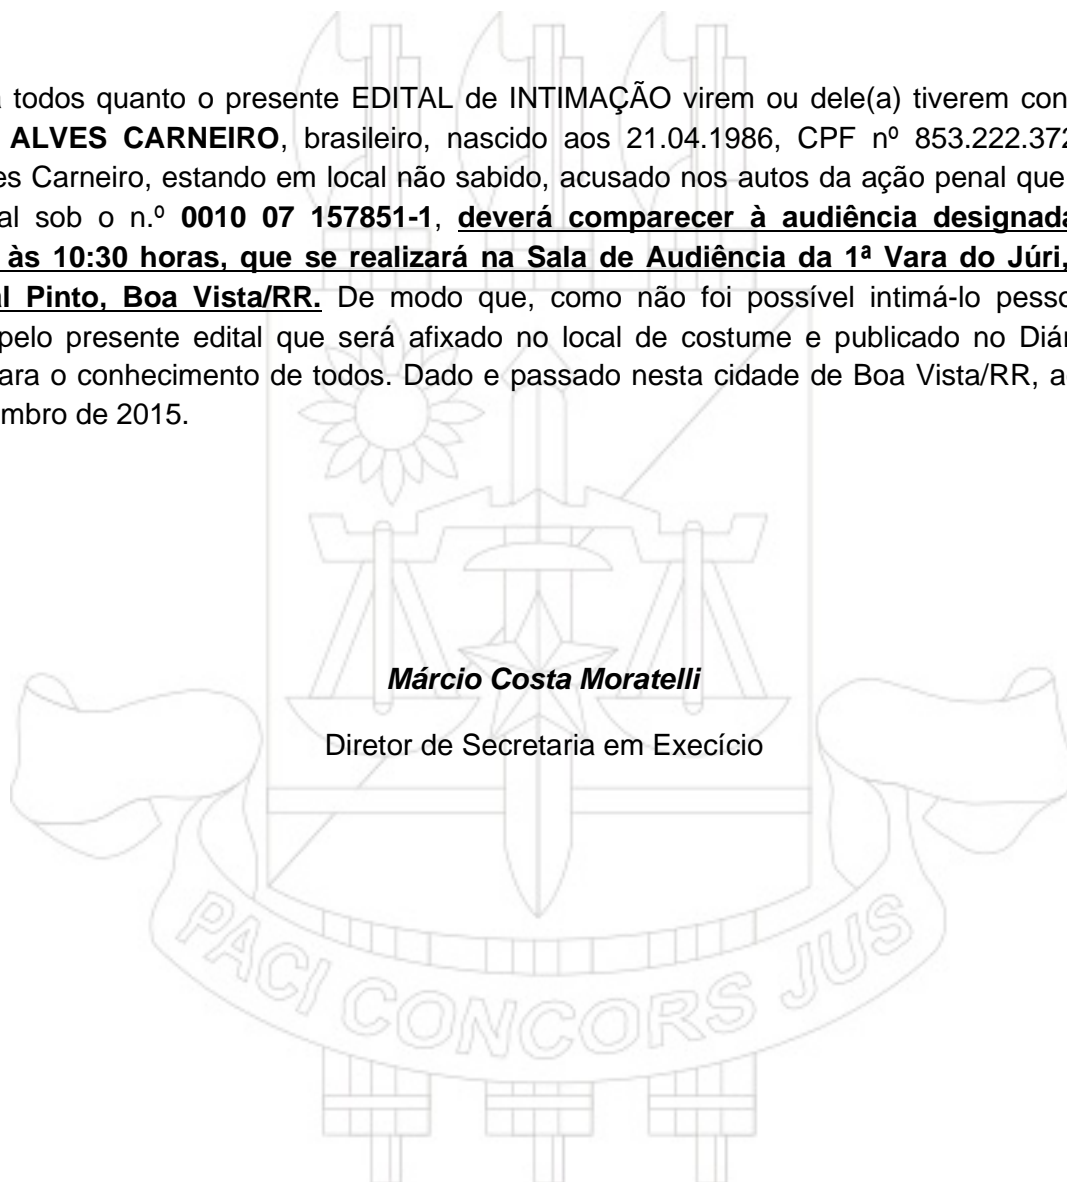 todos quanto o presente EDITAL de INTIMAÇÃO virem ou dele(a) tiverem con
ALVES CARNEIRO, brasileiro, nascido aos 21.04.1986, CPF nº 853.222.372
es Carneiro, estando em local não sabido, acusado nos autos da ação penal que
al sob o n.º 0010 07 157851-1, deverá comparecer à audiência designada
às 10:30 horas, que se realizará na Sala de Audiência da 1ª Vara do Júri,
al Pinto, Boa Vista/RR. De modo que, como não foi possível intimá-lo pesso
pelo presente edital que será afixado no local de costume e publicado no Diár
ara o conhecimento de todos. Dado e passado nesta cidade de Boa Vista/RR, a
mbro de 2015.
Márcio Costa Moratelli
Diretor de Secretaria em Execício
PACI CONCORS JUS